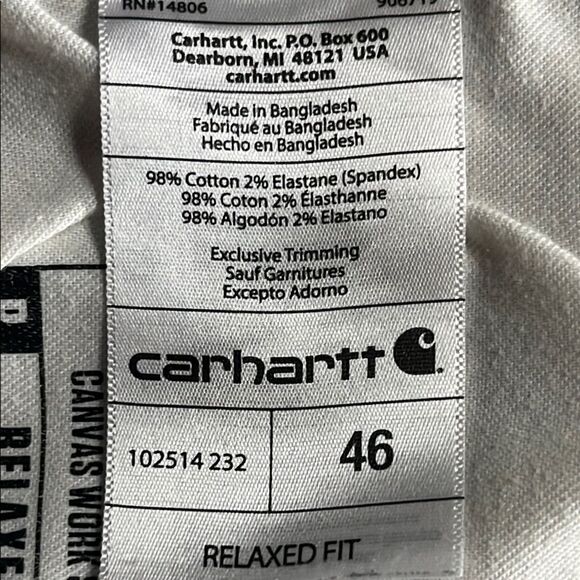 RN#14806
Carhartt, Inc. P.O. Box 600
Dearborn, MI 48121 USA
carhartt.com
Made in Bangladesh
Fabriqué au Bangladesh
Hecho en Bangladesh
98% Cotton 2% Elastane (Spandex)
98% Coton 2% Élasthanne
98% Algodón 2% Elastano
Exclusive Trimming
Sauf Garnitures
Excepto Adorno
carhartt
102514 232
46
RELAXED FIT
CANVAS WORK